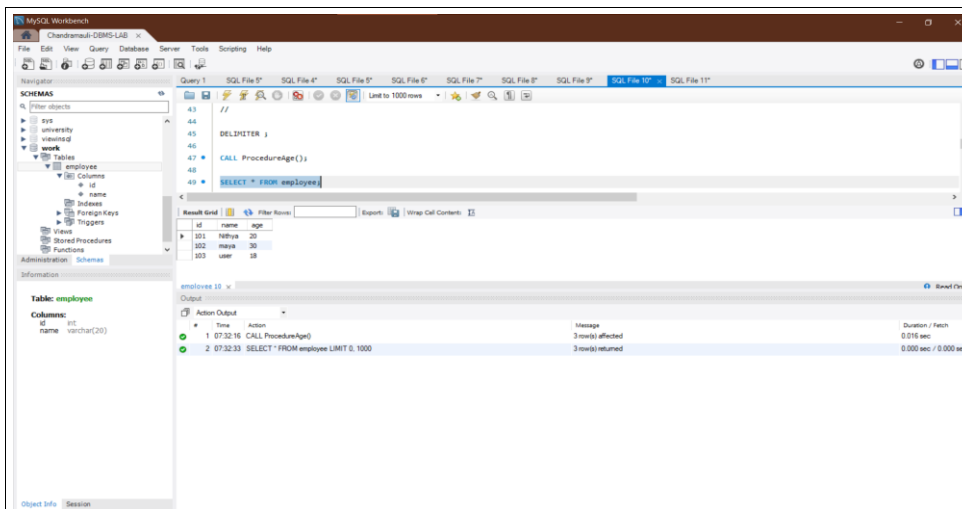 MySQL Workbench
Chandramauli-DBMS-LAB ×
File Edit View Query Database Server Tools Scripting Help
Navigator
SCHEMAS
Filter objects
sys
university
viewinsql
work
Tables
employee
Columns
id
name
Indexes
Foreign Keys
Triggers
Views
Stored Procedures
Functions
Administration Schemas
Information
Table: employee
Columns:
id int
name varchar(20)
Object Info Session
Query 1 SQL File 5* SQL File 4* SQL File 5* SQL File 6* SQL File 7* SQL File 8* SQL File 9* SQL File 10* × SQL File 11*
Limit to 1000 rows
43 //
44
45 DELIMITER ;
46
47 CALL ProcedureAge();
48
49 SELECT * FROM employee;
Result Grid Filter Rows: Export: Wrap Cell Content:
id name age
101 Nithya 20
102 maya 30
103 user 18
employee 10 × Read On
Output
Action Output
# Time Action Message Duration / Fetch
1 07:32:16 CALL ProcedureAge() 3 row(s) affected 0.016 sec
2 07:32:33 SELECT * FROM employee LIMIT 0, 1000 3 row(s) returned 0.000 sec / 0.000 se